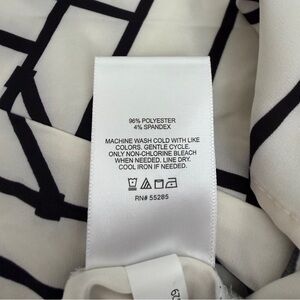 96% POLYESTER
4% SPANDEX
MACHINE WASH COLD WITH LIKE
COLORS. GENTLE CYCLE.
ONLY NON-CHLORINE BLEACH
WHEN NEEDED. LINE DRY.
COOL IRON IF NEEDED.
RN# 55285